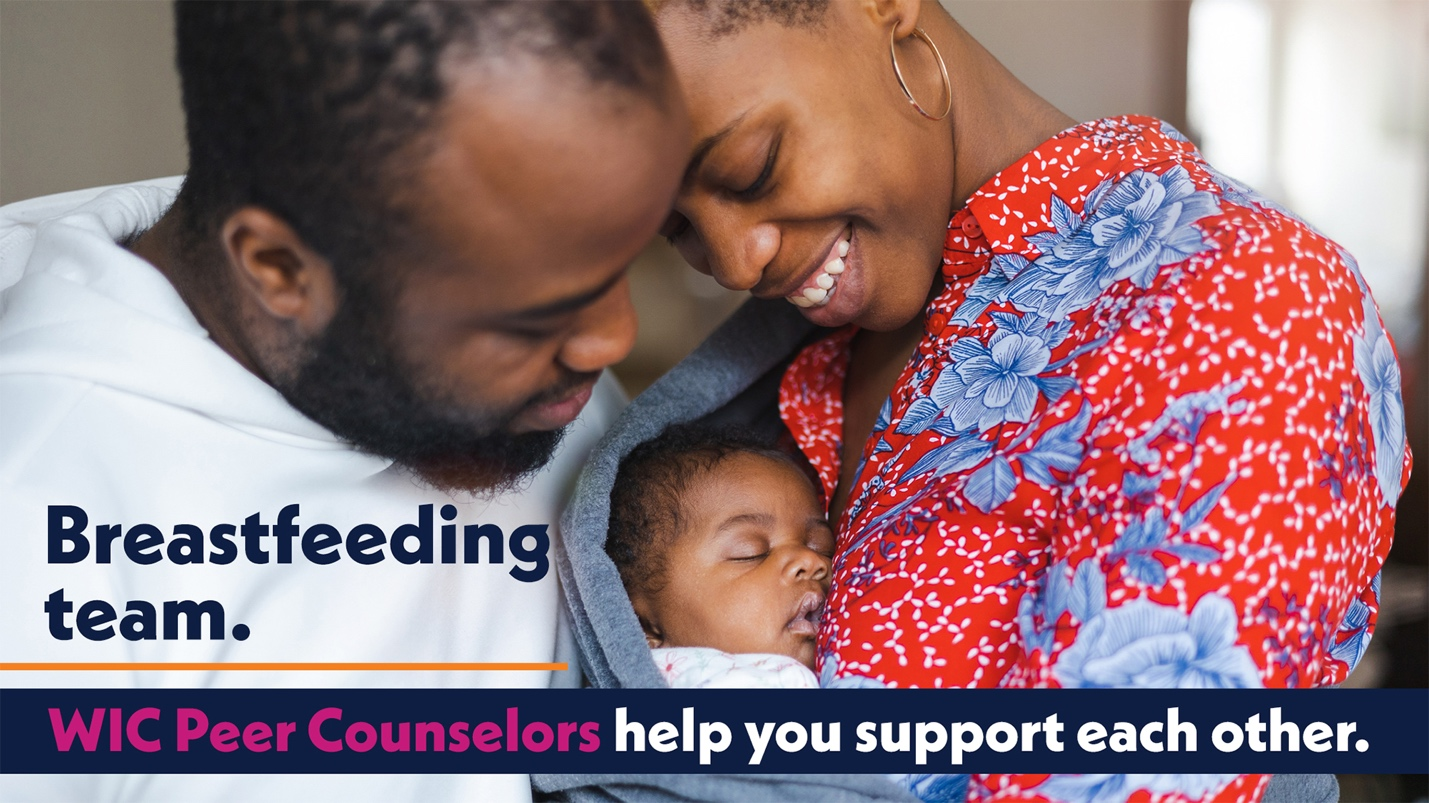 Breastfeeding
team.
WIC Peer Counselors help you support each other.